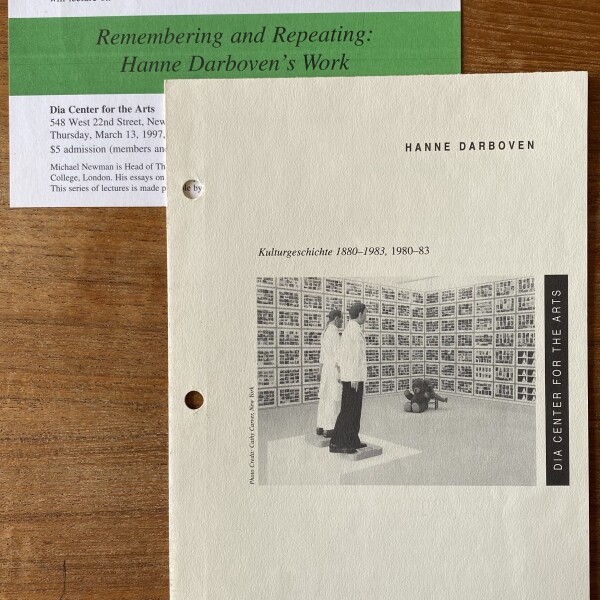 will lecture on
Remembering and Repeating:
Hanne Darboven's Work
Dia Center for the Arts
548 West 22nd Street, New
Thursday, March 13, 1997,
$5 admission (members an
Michael Newman is Head of Th
College, London. His essays on
This series of lectures is made p le by
HANNE DARBOVEN
Kulturgeschichte 1880–1983, 1980–83
Photo Credit: Cathy Carver, New York
DIA CENTER FOR THE ARTS